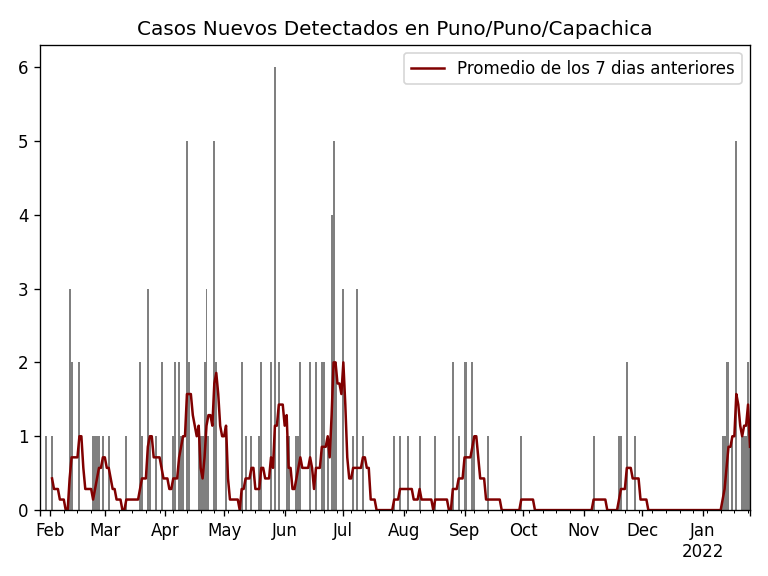 Casos Nuevos Detectados en Puno/Puno/Capachica
Promedio de los 7 dias anteriores
6
5
4
3
2
1
0
Feb Mar Apr May Jun Jul Aug Sep Oct Nov Dec Jan
2022